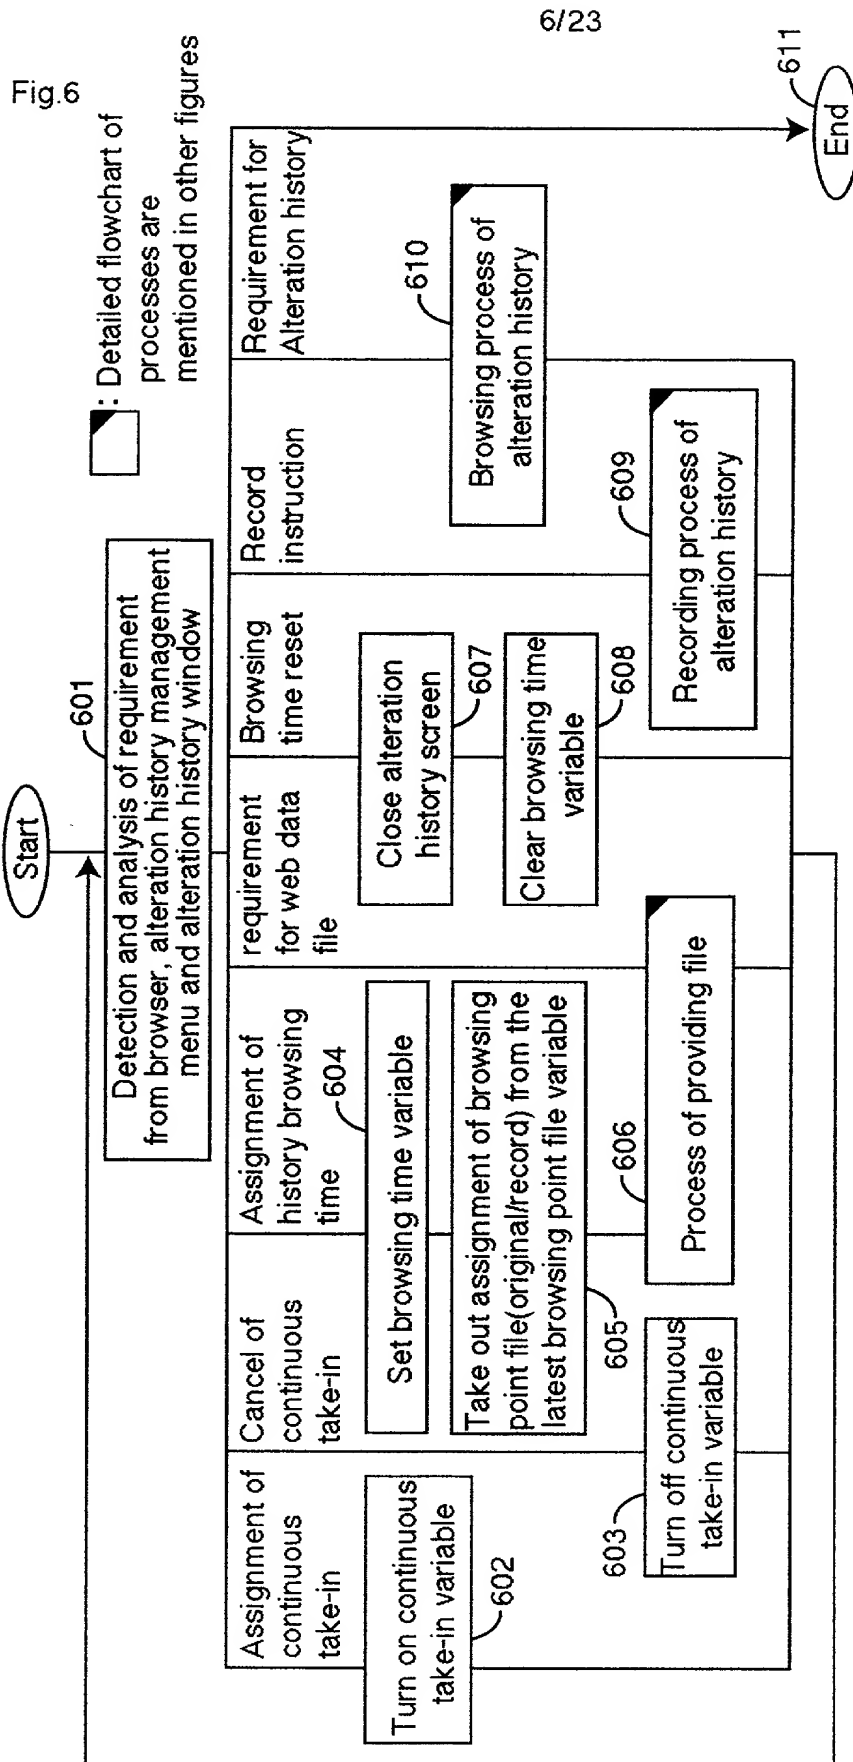 6/23
Fig.6
: Detailed flowchart of
processes are
mentioned in other figures
Start
601
Detection and analysis of requirement
from browser, alteration history management
menu and alteration history window
Assignment of
continuous
take-in
Cancel of
continuous
take-in
Assignment of
history browsing
time
requirement
for web data
file
Browsing
time reset
Record
instruction
Requirement for
Alteration history
Turn on continuous
take-in variable
602
Turn off continuous
take-in variable
603
Set browsing time variable
604
Take out assignment of browsing
point file(original/record) from the
latest browsing point file variable
605
Process of providing file
606
Close alteration
history screen
607
Clear browsing time
variable
608
Recording process of
alteration history
609
Browsing process of
alteration history
610
End
611